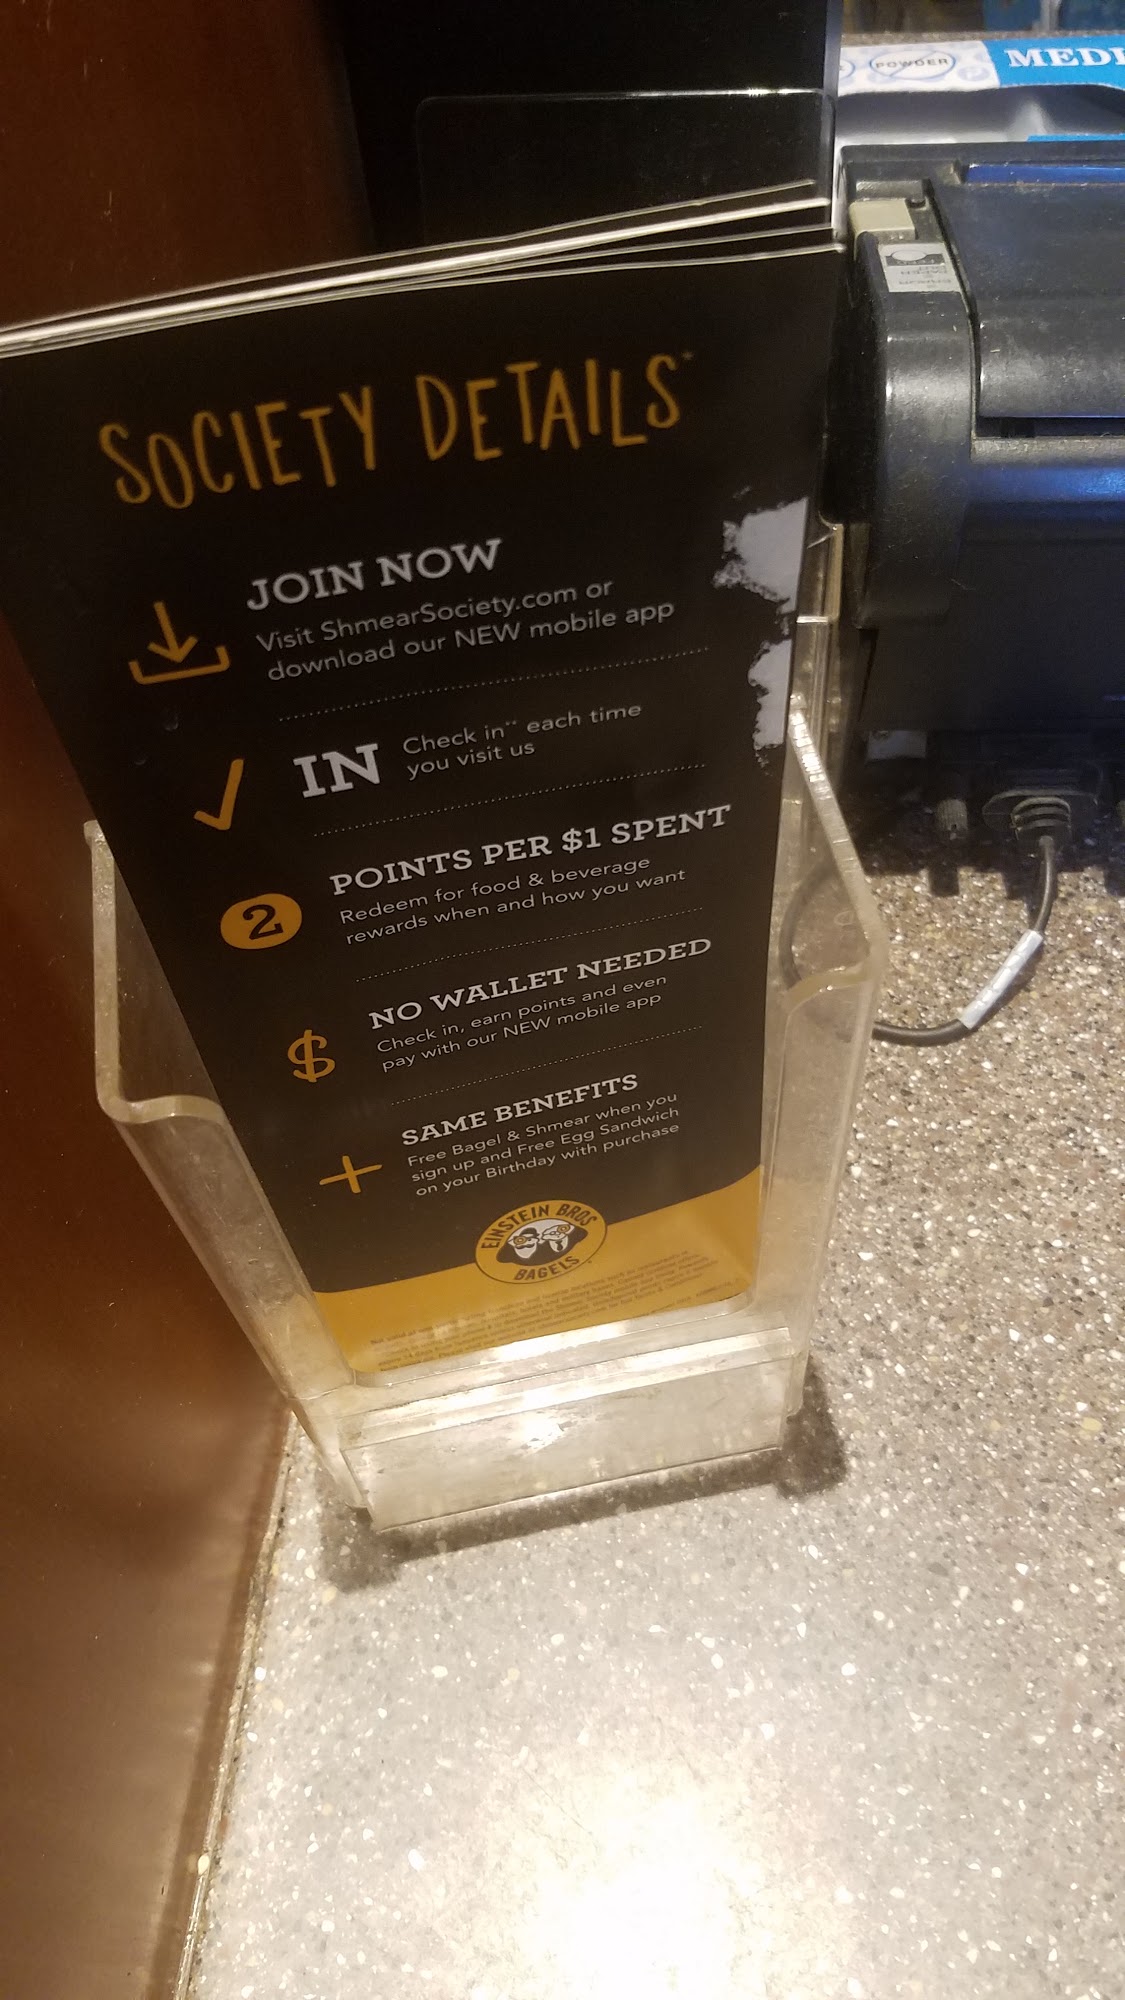 SOCIETY DETAILS*
JOIN NOW
Visit ShmearSociety.com or
download our NEW mobile app
IN
Check in** each time
you visit us
2
POINTS PER $1 SPENT
Redeem for food & beverage
rewards when and how you want
$
NO WALLET NEEDED
Check in, earn points and even
pay with our NEW mobile app
+
SAME BENEFITS
Free Bagel & Shmear when you
sign up and Free Egg Sandwich
on your Birthday with purchase
EINSTEIN BROS
BAGELS
POWDER
MEDI